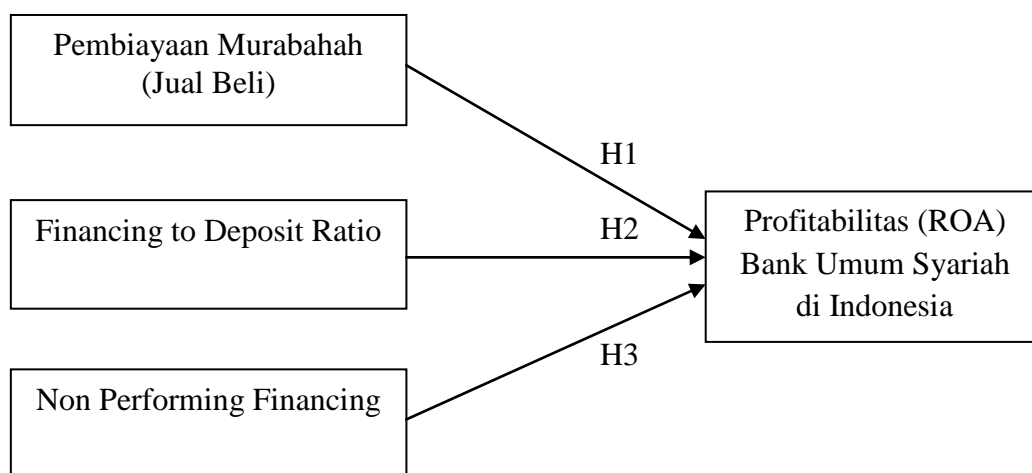 Pembiayaan Murabahah
(Jual Beli)
H1
Financing to Deposit Ratio
H2
Profitabilitas (ROA)
Bank Umum Syariah
di Indonesia
H3
Non Performing Financing